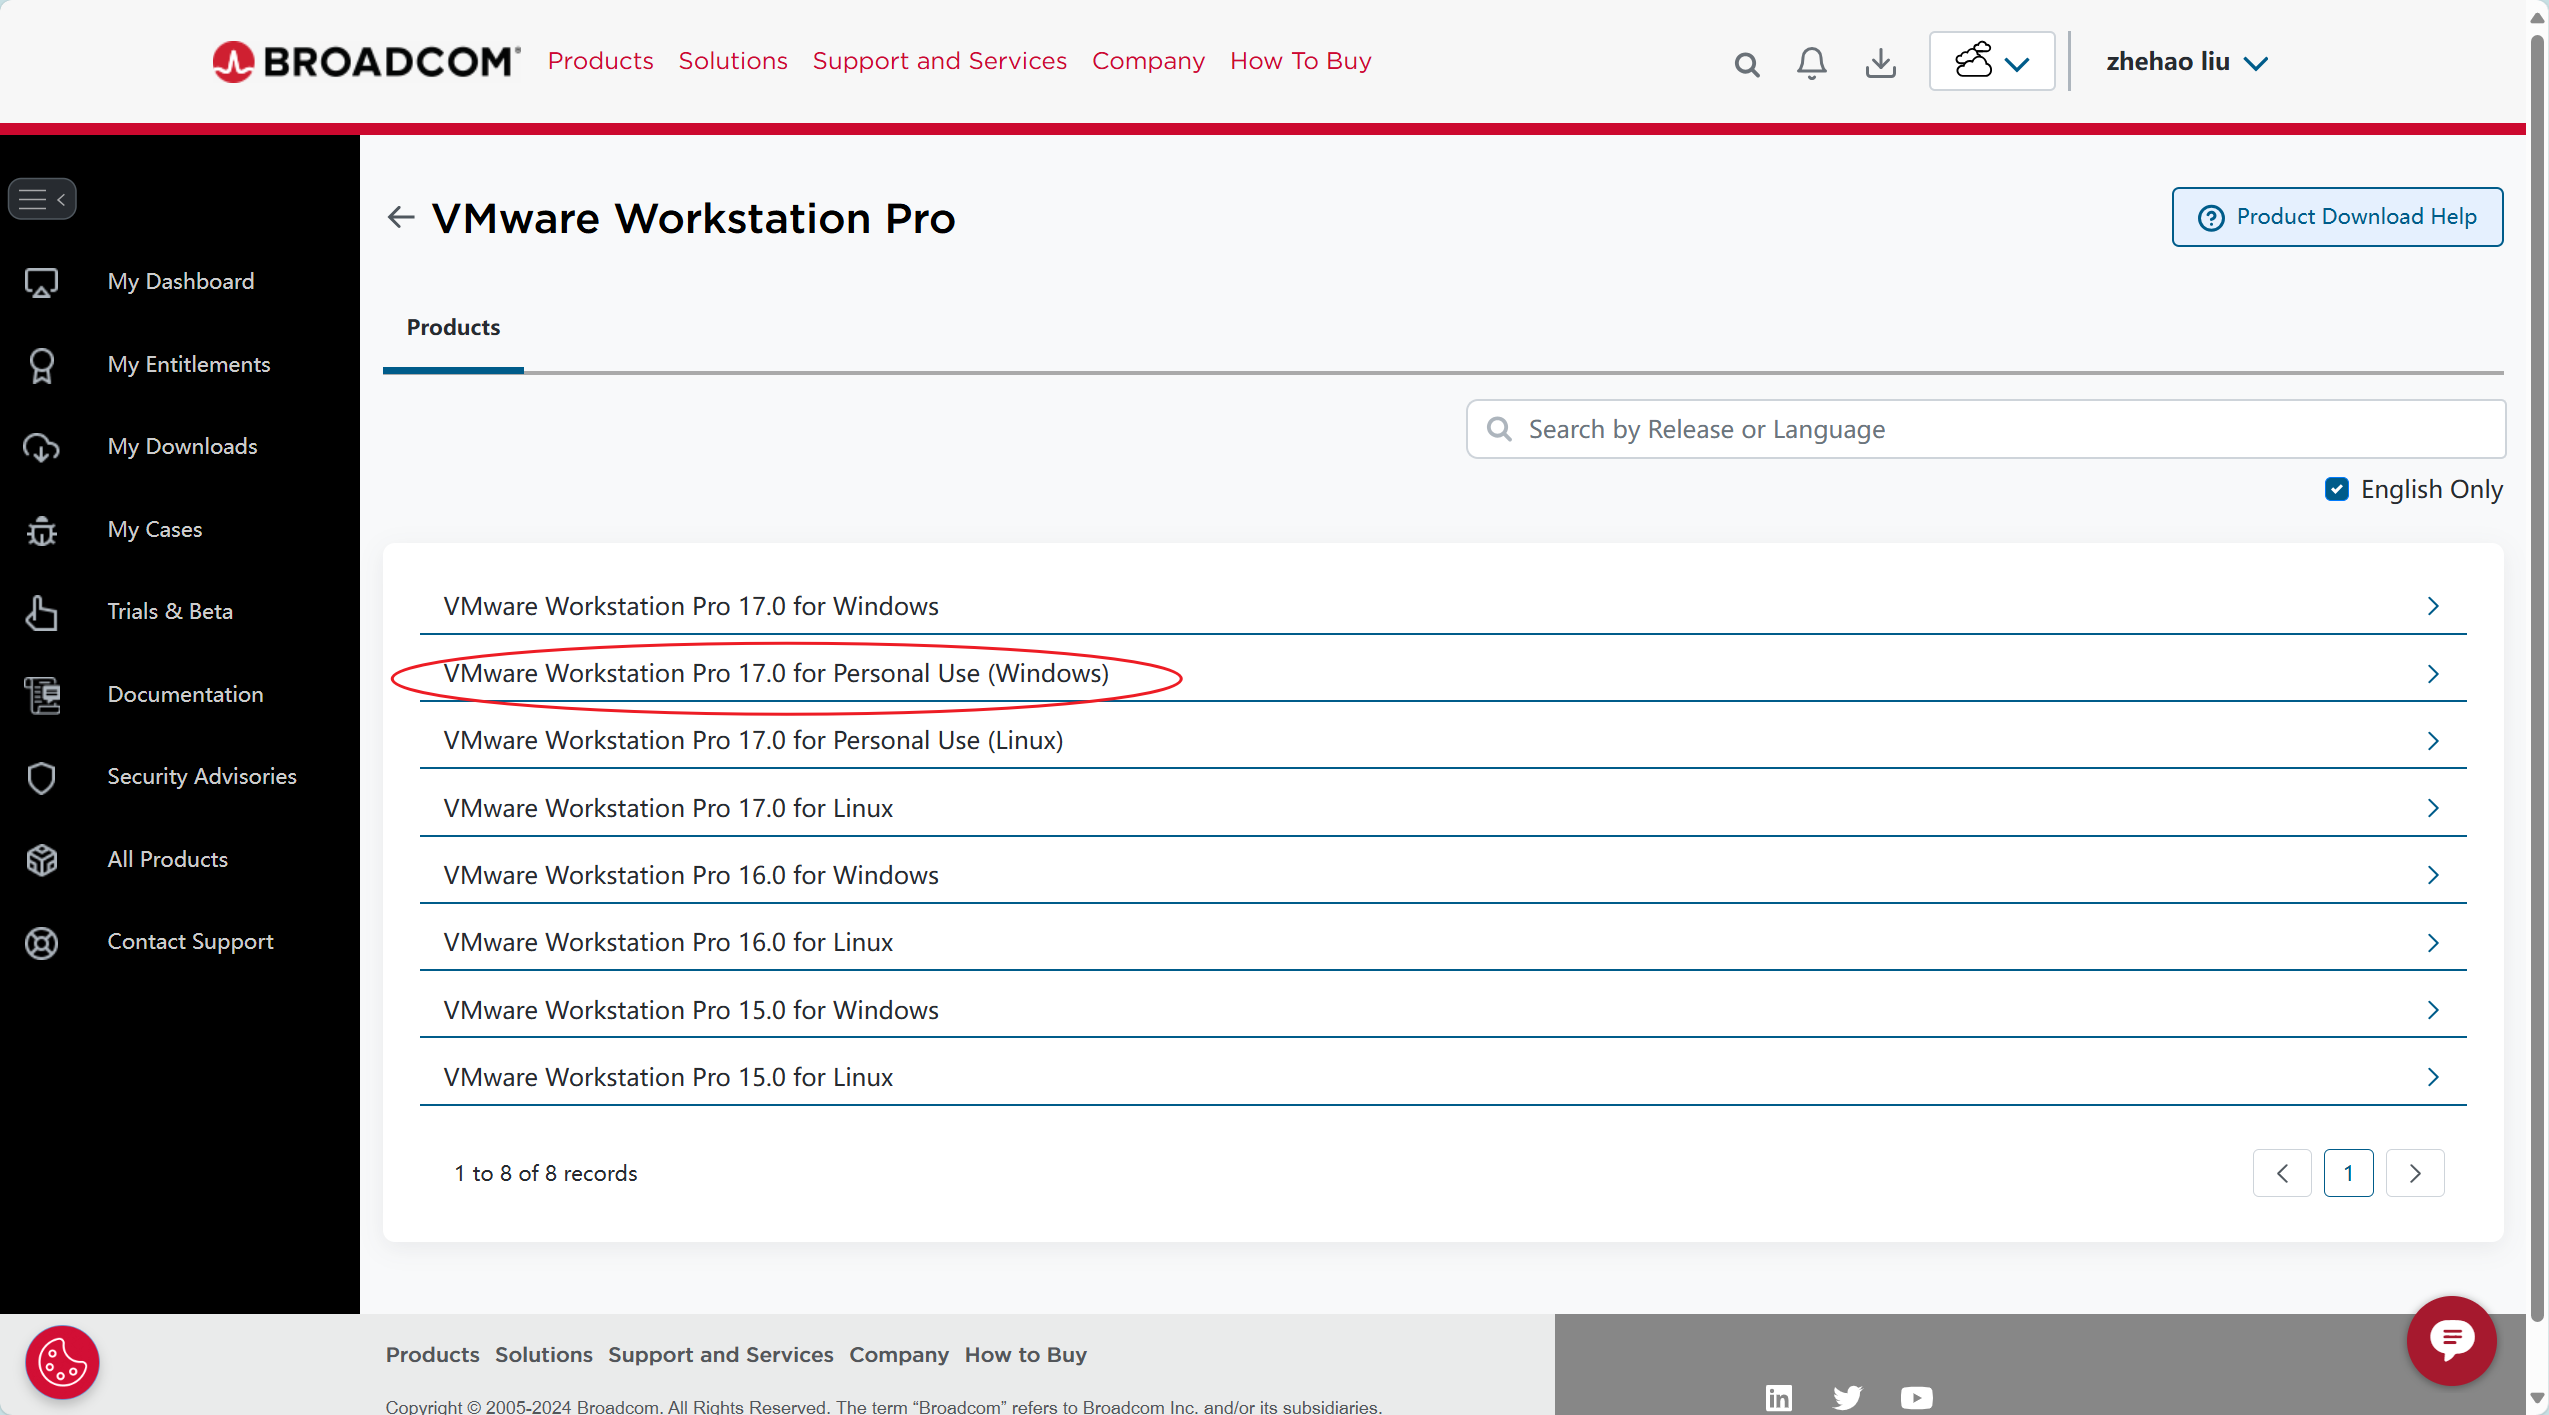 BROADCOM
Products Solutions Support and Services Company How To Buy
zhehao liu
My Dashboard
My Entitlements
My Downloads
My Cases
Trials & Beta
Documentation
Security Advisories
All Products
Contact Support
VMware Workstation Pro
Product Download Help
Products
Search by Release or Language
English Only
VMware Workstation Pro 17.0 for Windows
VMware Workstation Pro 17.0 for Personal Use (Windows)
VMware Workstation Pro 17.0 for Personal Use (Linux)
VMware Workstation Pro 17.0 for Linux
VMware Workstation Pro 16.0 for Windows
VMware Workstation Pro 16.0 for Linux
VMware Workstation Pro 15.0 for Windows
VMware Workstation Pro 15.0 for Linux
1 to 8 of 8 records
1
Products Solutions Support and Services Company How to Buy
Copyright © 2005-2024 Broadcom. All Rights Reserved. The term “Broadcom” refers to Broadcom Inc. and/or its subsidiaries.